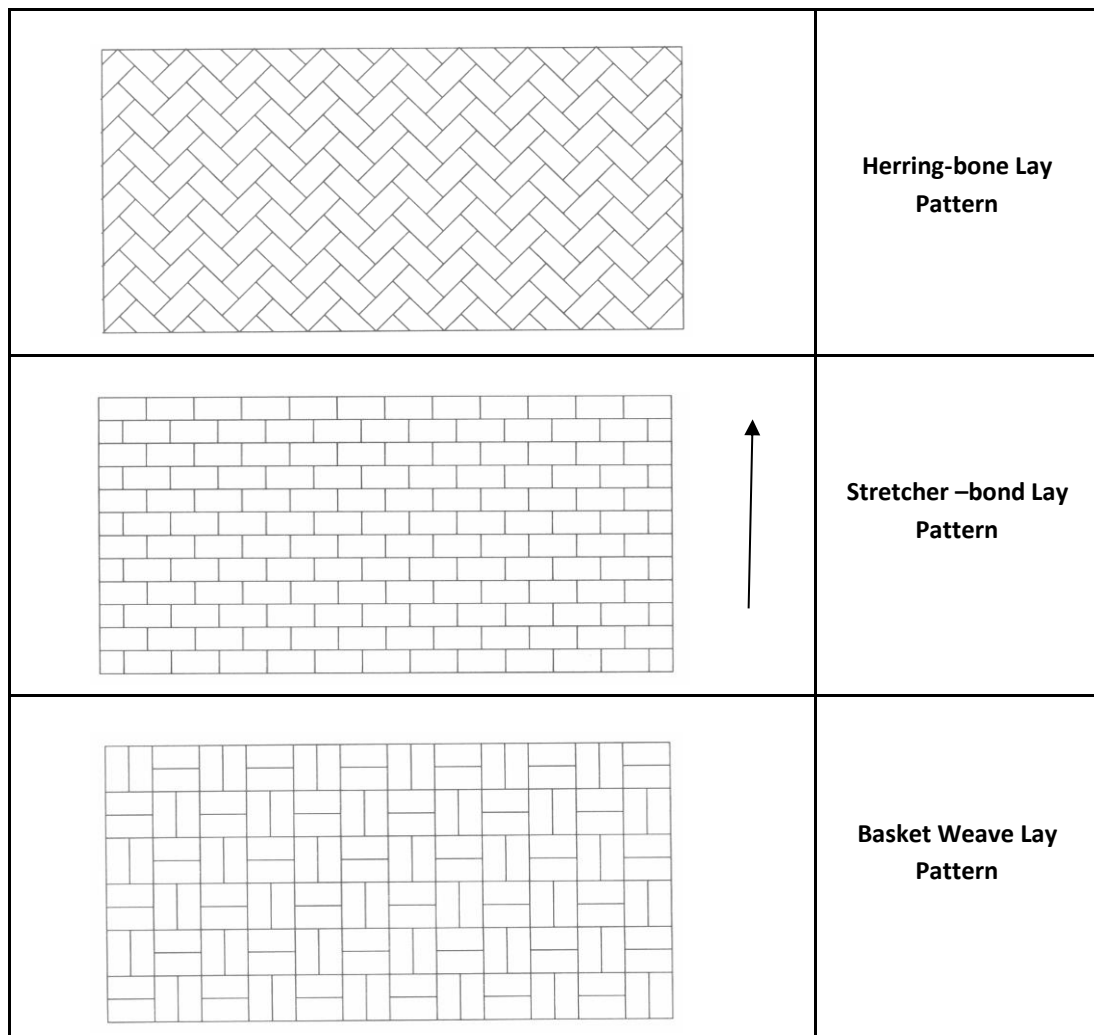 Herring-bone Lay
Pattern
Stretcher –bond Lay
Pattern
Basket Weave Lay
Pattern